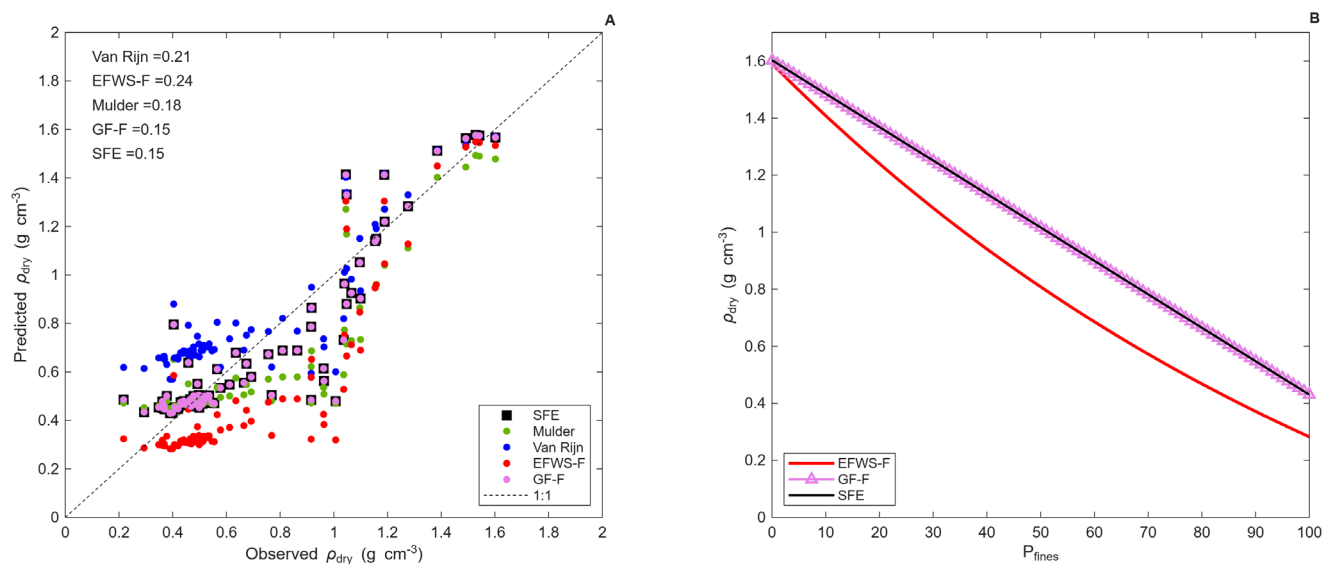 A
Van Rijn =0.21
EFWS-F =0.24
Mulder =0.18
GF-F =0.15
SFE =0.15
2
1.8
1.6
1.4
1.2
1
0.8
0.6
0.4
0.2
0
Predicted ρdry (g cm-3)
SFE
Mulder
Van Rijn
EFWS-F
GF-F
1:1
0 0.2 0.4 0.6 0.8 1 1.2 1.4 1.6 1.8 2
Observed ρdry (g cm-3)
B
1.6
1.4
1.2
1
0.8
0.6
0.4
0.2
0
ρdry (g cm-3)
EFWS-F
GF-F
SFE
0 10 20 30 40 50 60 70 80 90 100
Pfines